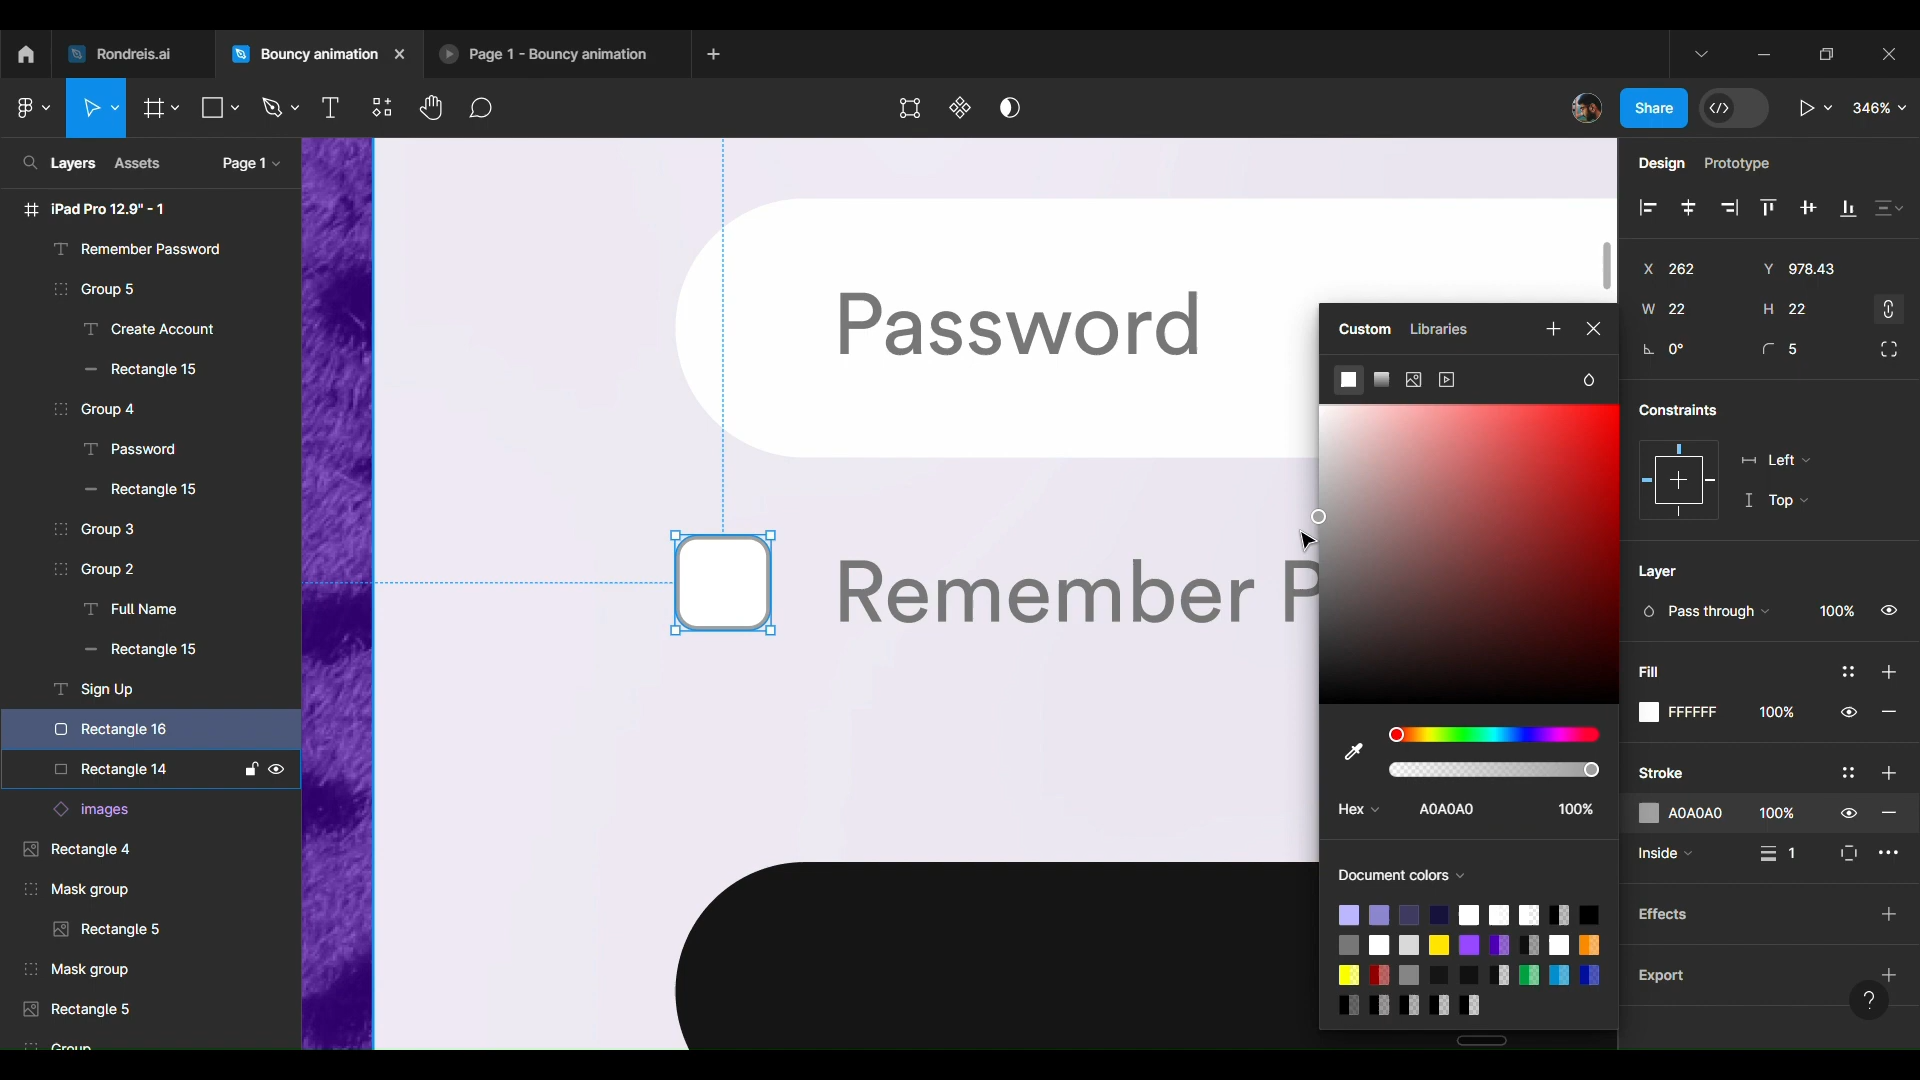 Rondreis.ai
Bouncy animation
Page 1 - Bouncy animation
Share
346%
Layers
Assets
Page 1
iPad Pro 12.9" - 1
Remember Password
Group 5
Create Account
Rectangle 15
Group 4
Password
Rectangle 15
Group 3
Group 2
Full Name
Rectangle 15
Sign Up
Rectangle 16
Rectangle 14
images
Rectangle 4
Mask group
Rectangle 5
Mask group
Rectangle 5
Group
Password
Remember P
Custom
Libraries
Hex
A0A0A0
100%
Document colors
Design
Prototype
X 262
Y 978.43
W 22
H 22
0°
5
Constraints
Left
Top
Layer
Pass through
100%
Fill
FFFFFF
100%
Stroke
A0A0A0
100%
Inside
1
Effects
Export
?